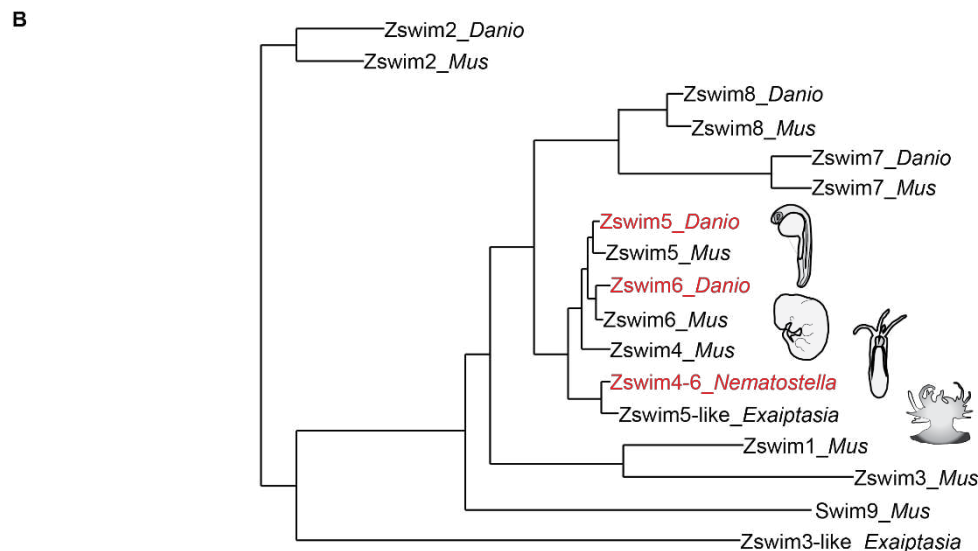 B
Zswim2_Danio
Zswim2_Mus
Zswim8_Danio
Zswim8_Mus
Zswim7_Danio
Zswim7_Mus
Zswim5_Danio
Zswim5_Mus
Zswim6_Danio
Zswim6_Mus
Zswim4_Mus
Zswim4-6_Nematostella
Zswim5-like_Exaiptasia
Zswim1_Mus
Zswim3_Mus
Swim9_Mus
Zswim3-like_Exaiptasia